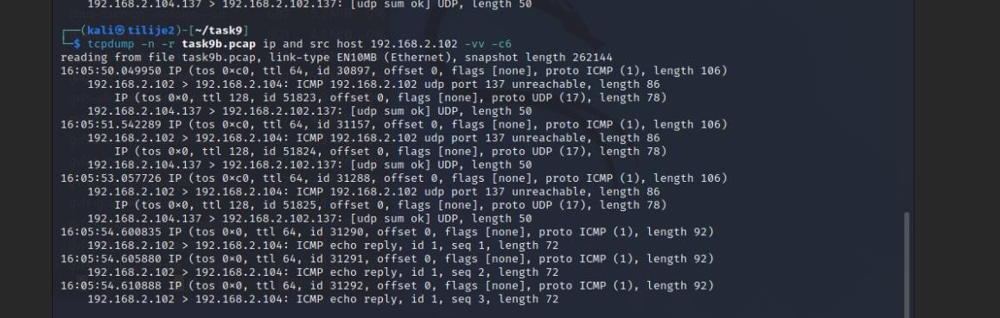 192.168.2.104.137 > 192.168.2.102.137: [udp sum ok] UDP, length 50
┌──(kali㉿tilije2)-[~/task9]
└─$ tcpdump -n -r task9b.pcap ip and src host 192.168.2.102 -vv -c6
reading from file task9b.pcap, link-type EN10MB (Ethernet), snapshot length 262144
16:05:50.049950 IP (tos 0×c0, ttl 64, id 30897, offset 0, flags [none], proto ICMP (1), length 106)
192.168.2.102 > 192.168.2.104: ICMP 192.168.2.102 udp port 137 unreachable, length 86
IP (tos 0×0, ttl 128, id 51823, offset 0, flags [none], proto UDP (17), length 78)
192.168.2.104.137 > 192.168.2.102.137: [udp sum ok] UDP, length 50
16:05:51.542289 IP (tos 0×c0, ttl 64, id 31157, offset 0, flags [none], proto ICMP (1), length 106)
192.168.2.102 > 192.168.2.104: ICMP 192.168.2.102 udp port 137 unreachable, length 86
IP (tos 0×0, ttl 128, id 51824, offset 0, flags [none], proto UDP (17), length 78)
192.168.2.104.137 > 192.168.2.102.137: [udp sum ok] UDP, length 50
16:05:53.057726 IP (tos 0×c0, ttl 64, id 31288, offset 0, flags [none], proto ICMP (1), length 106)
192.168.2.102 > 192.168.2.104: ICMP 192.168.2.102 udp port 137 unreachable, length 86
IP (tos 0×0, ttl 128, id 51825, offset 0, flags [none], proto UDP (17), length 78)
192.168.2.104.137 > 192.168.2.102.137: [udp sum ok] UDP, length 50
16:05:54.600835 IP (tos 0×0, ttl 64, id 31290, offset 0, flags [none], proto ICMP (1), length 92)
192.168.2.102 > 192.168.2.104: ICMP echo reply, id 1, seq 1, length 72
16:05:54.605880 IP (tos 0×0, ttl 64, id 31291, offset 0, flags [none], proto ICMP (1), length 92)
192.168.2.102 > 192.168.2.104: ICMP echo reply, id 1, seq 2, length 72
16:05:54.610888 IP (tos 0×0, ttl 64, id 31292, offset 0, flags [none], proto ICMP (1), length 92)
192.168.2.102 > 192.168.2.104: ICMP echo reply, id 1, seq 3, length 72